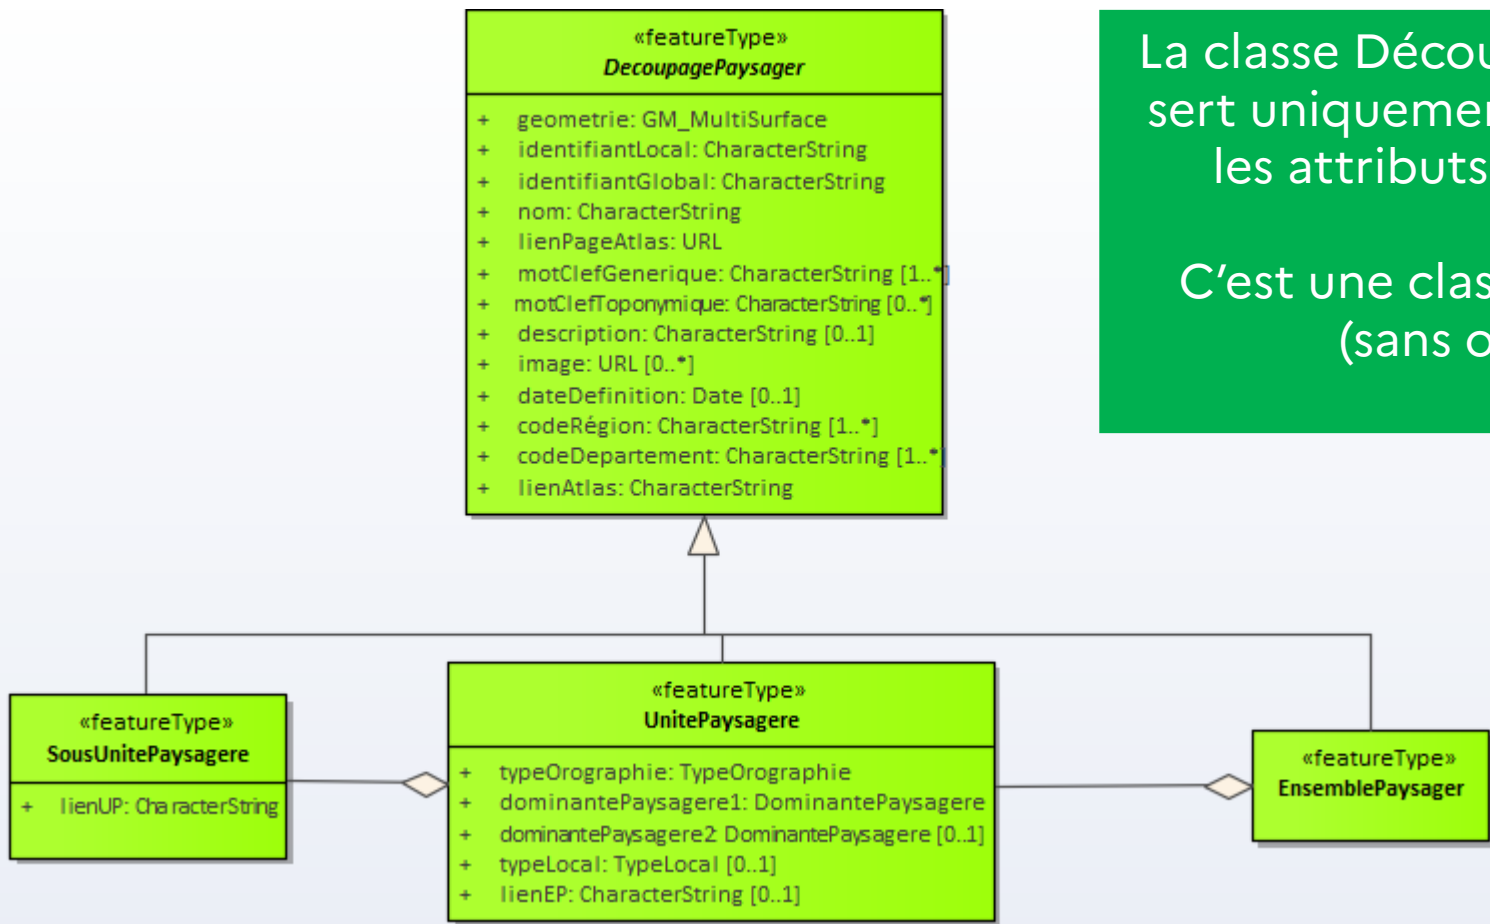 «featureType»
DecoupagePaysager
+ geometrie: GM_MultiSurface
+ identifiantLocal: CharacterString
+ identifiantGlobal: CharacterString
+ nom: CharacterString
+ lienPageAtlas: URL
+ motClefGenerique: CharacterString [1..*]
+ motClefToponymique: CharacterString [0..*]
+ description: CharacterString [0..1]
+ image: URL [0..*]
+ dateDefinition: Date [0..1]
+ codeRégion: CharacterString [1..*]
+ codeDepartement: CharacterString [1..*]
+ lienAtlas: CharacterString
La classe Décou
sert uniquemer
les attributs
C’est une clas
(sans o
«featureType»
SousUnitePaysagere
+ lienUP: CharacterString
«featureType»
UnitePaysagere
+ typeOrographie: TypeOrographie
+ dominantePaysagere1: DominantePaysagere
+ dominantePaysagere2: DominantePaysagere [0..1]
+ typeLocal: TypeLocal [0..1]
+ lienEP: CharacterString [0..1]
«featureType»
EnsemblePaysager